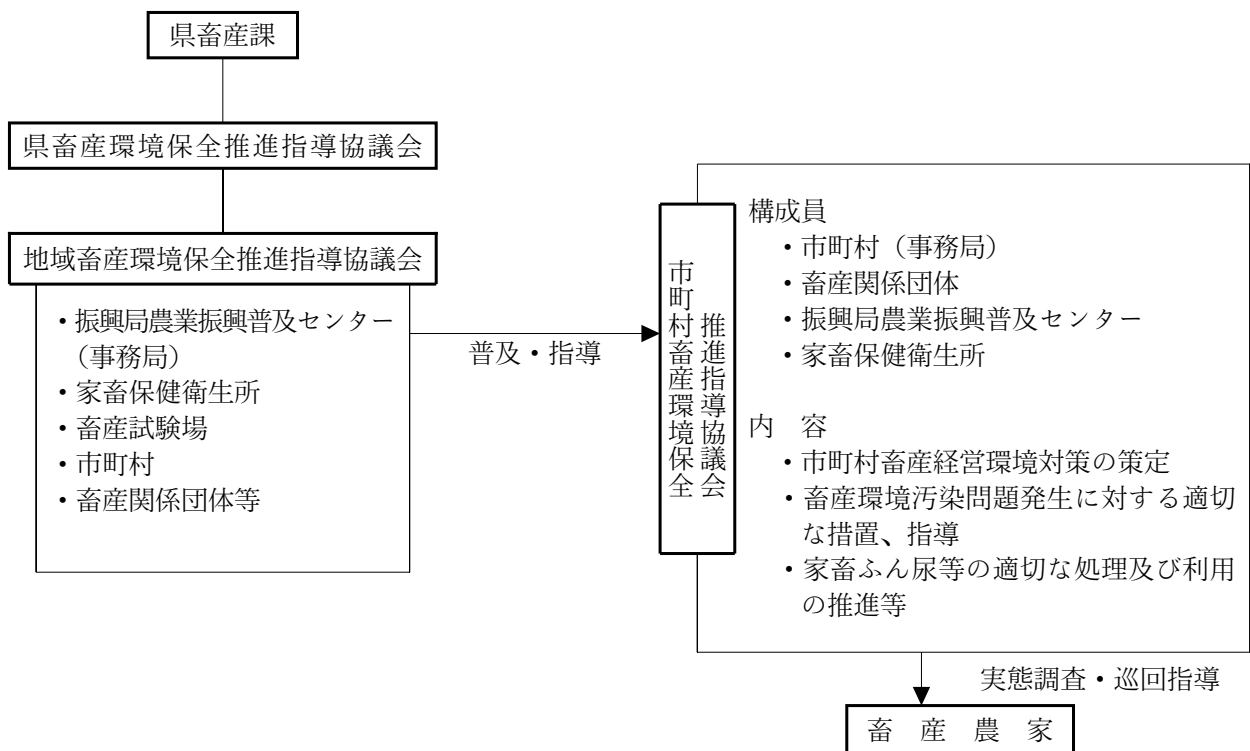 県畜産課
県畜産環境保全推進指導協議会
地域畜産環境保全推進指導協議会
・振興局農業振興普及センター
（事務局）
・家畜保健衛生所
・畜産試験場
・市町村
・畜産関係団体等
普及・指導
市町村畜産環境保全
推進指導協議会
構成員
・市町村（事務局）
・畜産関係団体
・振興局農業振興普及センター
・家畜保健衛生所
内　容
・市町村畜産経営環境対策の策定
・畜産環境汚染問題発生に対する適切
な措置、指導
・家畜ふん尿等の適切な処理及び利用
の推進等
実態調査・巡回指導
畜　産　農　家